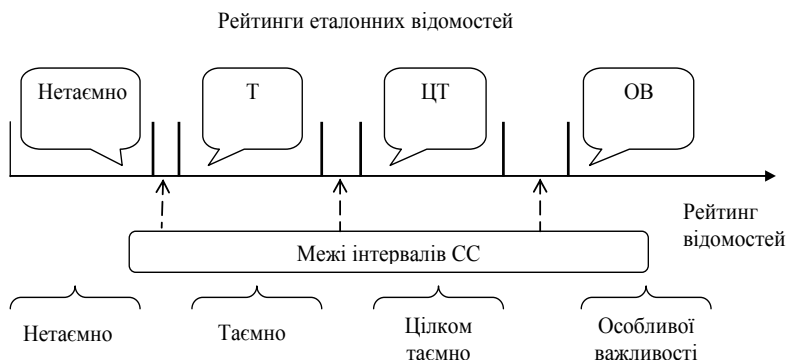 Рейтинги еталонних відомостей
Нетаємно
Т
ЦТ
ОВ
Рейтинг
відомостей
Межі інтервалів СС
Нетаємно
Таємно
Цілком
таємно
Особливої
важливості